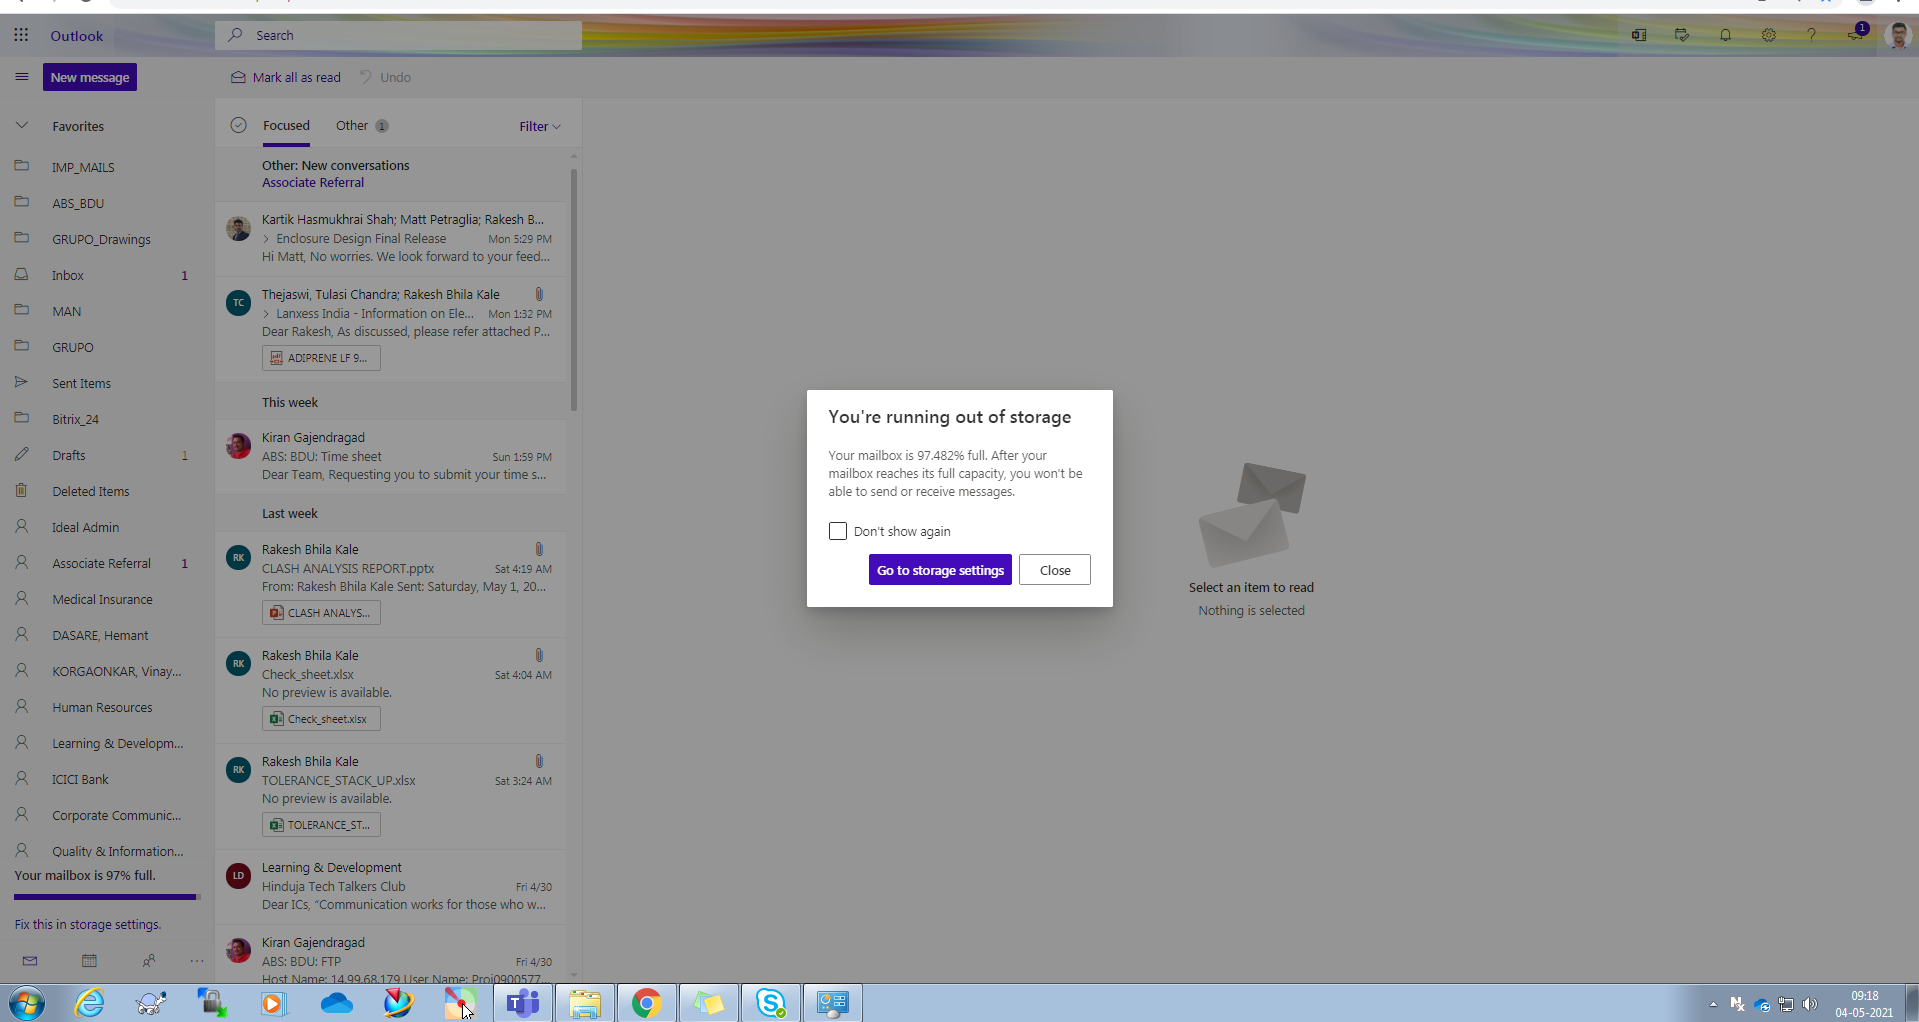 Outlook
Search
1
New message
Mark all as read
Undo
Favorites
IMP_MAILS
ABS_BDU
GRUPO_Drawings
Inbox 1
MAN
GRUPO
Sent Items
Bitrix_24
Drafts 1
Deleted Items
Ideal Admin
Associate Referral 1
Medical Insurance
DASARE, Hemant
KORGAONKAR, Vinay...
Human Resources
Learning & Developm...
ICICI Bank
Corporate Communic...
Quality & Information...
Your mailbox is 97% full.
Fix this in storage settings.
Focused
Other 1
Filter
Other: New conversations
Associate Referral
Kartik Hasmukhrai Shah; Matt Petraglia; Rakesh B...
Enclosure Design Final Release Mon 5:29 PM
Hi Matt, No worries. We look forward to your feed...
TC
Thejaswi, Tulasi Chandra; Rakesh Bhila Kale
Lanxess India - Information on Ele... Mon 1:32 PM
Dear Rakesh, As discussed, please refer attached P...
ADIPRENE LF 9...
This week
Kiran Gajendragad
ABS: BDU: Time sheet Sun 1:59 PM
Dear Team, Requesting you to submit your time s...
Last week
RK
Rakesh Bhila Kale
CLASH ANALYSIS REPORT.pptx Sat 4:19 AM
From: Rakesh Bhila Kale Sent: Saturday, May 1, 20...
CLASH ANALYS...
RK
Rakesh Bhila Kale
Check_sheet.xlsx Sat 4:04 AM
No preview is available.
Check_sheet.xlsx
RK
Rakesh Bhila Kale
TOLERANCE_STACK_UP.xlsx Sat 3:24 AM
No preview is available.
TOLERANCE_ST...
LD
Learning & Development
Hinduja Tech Talkers Club Fri 4/30
Dear ICs, “Communication works for those who w...
Kiran Gajendragad
ABS: BDU: FTP Fri 4/30
Host Name: 14.99.68.179 User Name: Proj0900577...
You're running out of storage
Your mailbox is 97.482% full. After your
mailbox reaches its full capacity, you won't be
able to send or receive messages.
Don't show again
Go to storage settings
Close
Select an item to read
Nothing is selected
09:18
04-05-2021